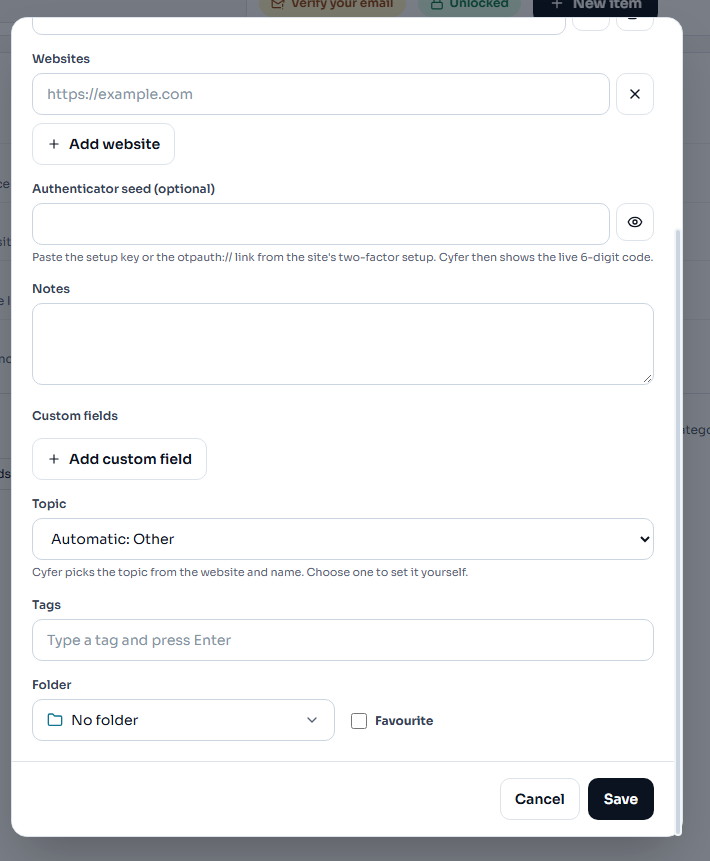 Verify your email
Unlocked
New item
Websites
https://example.com
Add website
Authenticator seed (optional)
Paste the setup key or the otpauth:// link from the site's two-factor setup. Cyfer then shows the live 6-digit code.
Notes
Custom fields
Add custom field
Topic
Automatic: Other
Cyfer picks the topic from the website and name. Choose one to set it yourself.
Tags
Type a tag and press Enter
Folder
No folder
Favourite
Cancel
Save